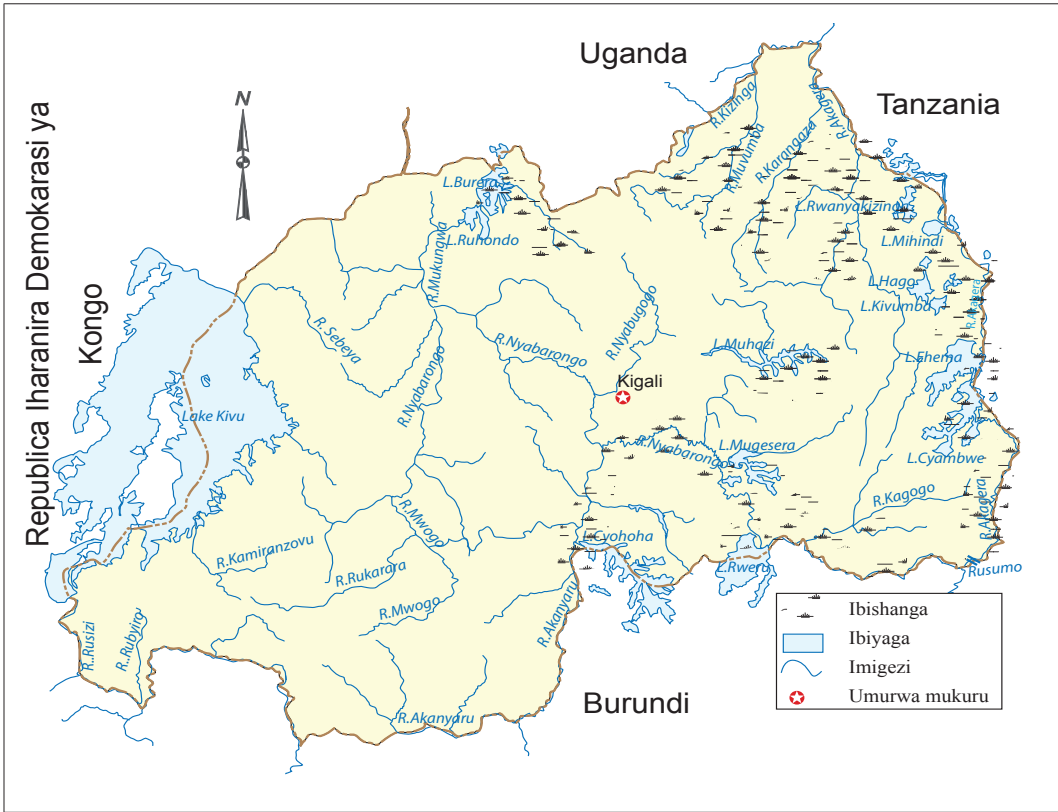 Uganda
Tanzania
Republica Iharanira Demokarasi ya
Kongo
N
R.Kizinga
R.Muvumba
R.Karangaza
R.Akagera
L.Burera
L.Ruhondo
L.Rwanyakizinga
L.Mihindi
R.Mukungwa
L.Hago
L.Kivumba
R.Akagera
R.Sebeya
R.Nyabarongo
R.Nyabugogo
L.Muhazi
L.Ehema
R.Nyabarongo
Kigali
Lake Kivu
R.Nyabarongo
L.Mugesera
L.Cyambwe
R.Kagogo
R.Akagera
R.Mwogo
L.Cyohoha
R.Kamiranzovu
R.Rukarara
L.Rweru
Rusumo
R.Mwogo
R.Akanyaru
R.Rusizi
R.Rubyiro
R.Akanyaru
Burundi
Ibishanga
Ibiyaga
Imigezi
Umurwa mukuru